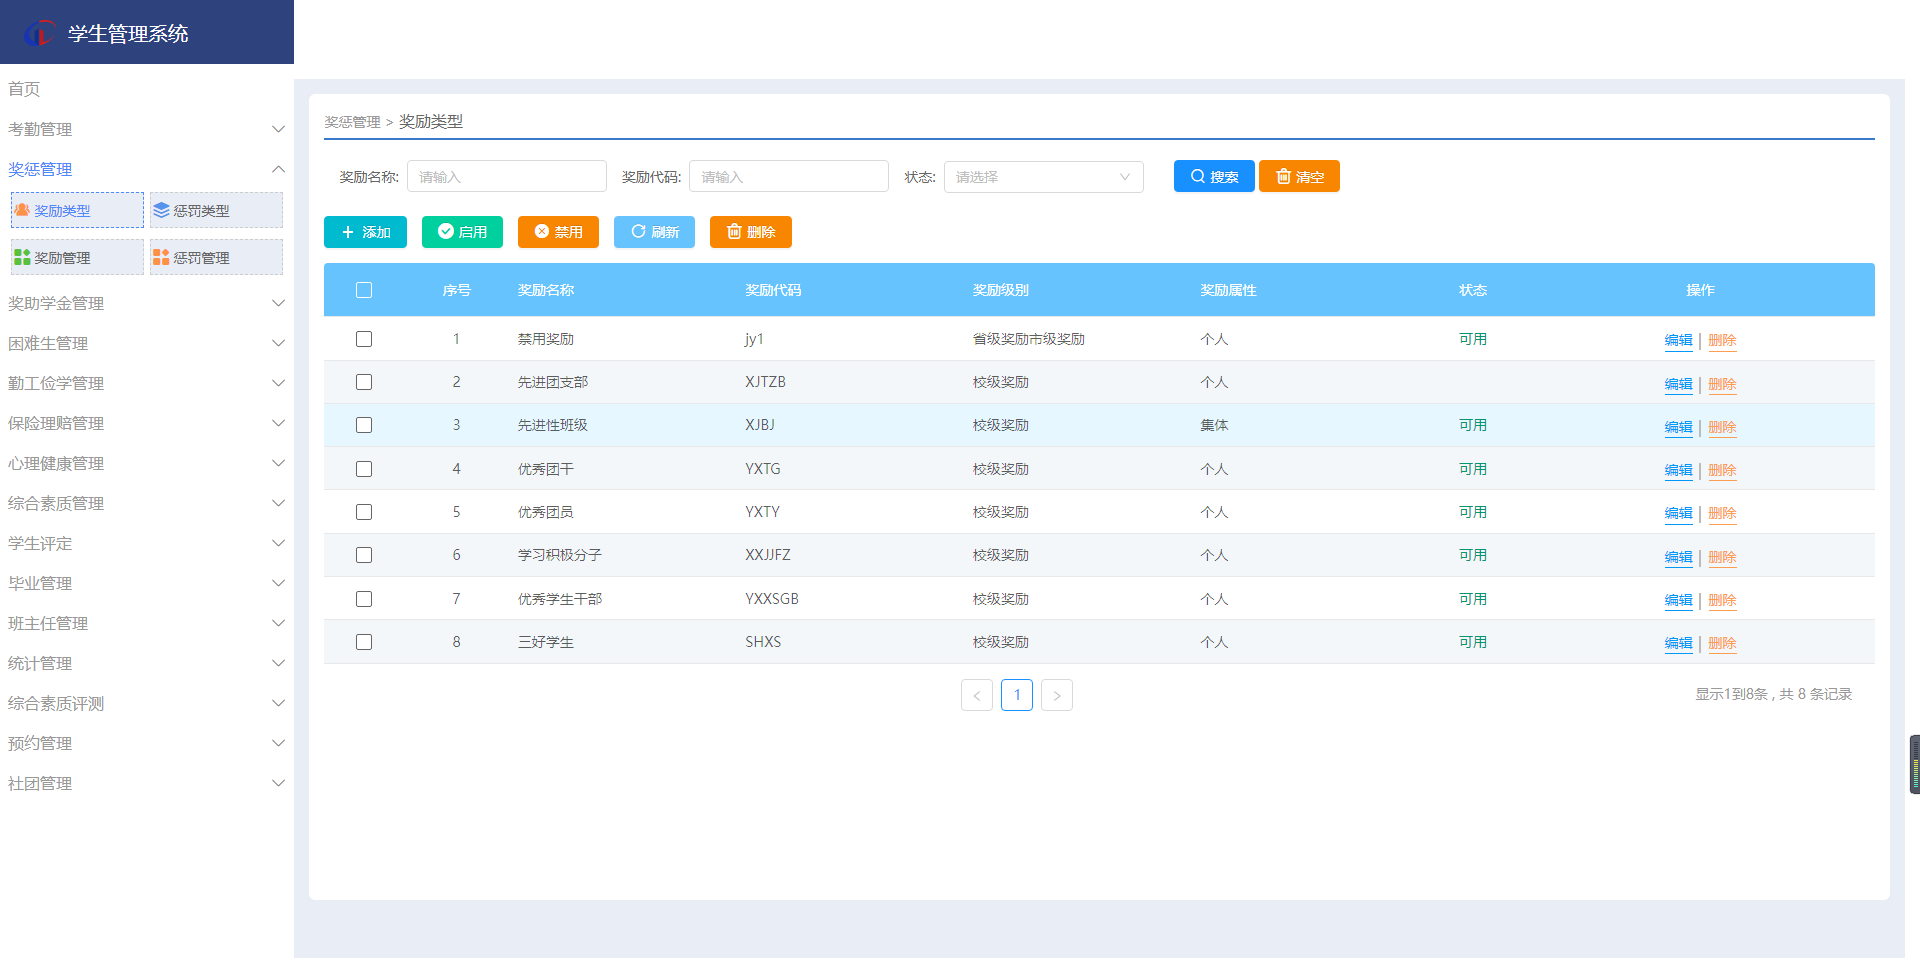 学生管理系统
首页
考勤管理
奖惩管理
奖励类型 惩罚类型
奖励管理 惩罚管理
奖助学金管理
困难生管理
勤工俭学管理
保险理赔管理
心理健康管理
综合素质管理
学生评定
毕业管理
班主任管理
统计管理
综合素质评测
预约管理
社团管理
奖惩管理 > 奖励类型
奖励名称: 请输入 奖励代码: 请输入 状态: 请选择 搜索 清空
添加 启用 禁用 刷新 删除
序号 奖励名称 奖励代码 奖励级别 奖励属性 状态 操作
1 禁用奖励 jy1 省级奖励市级奖励 个人 可用 编辑 | 删除
2 先进团支部 XJTZB 校级奖励 个人 编辑 | 删除
3 先进性班级 XJBJ 校级奖励 集体 可用 编辑 | 删除
4 优秀团干 YXTG 校级奖励 个人 可用 编辑 | 删除
5 优秀团员 YXTY 校级奖励 个人 可用 编辑 | 删除
6 学习积极分子 XXJJFZ 校级奖励 个人 可用 编辑 | 删除
7 优秀学生干部 YXXSGB 校级奖励 个人 可用 编辑 | 删除
8 三好学生 SHXS 校级奖励 个人 可用 编辑 | 删除
< 1 > 显示1到8条 , 共 8 条记录